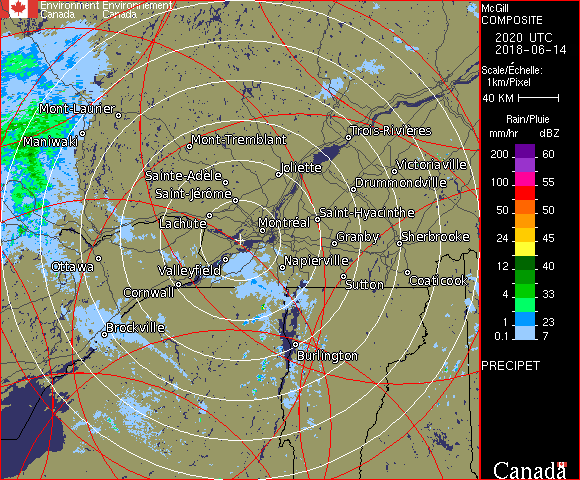 Environment Environnement
Canada Canada
McGill
COMPOSITE
2020 UTC
2018-06-14
Scale/Échelle:
1km/Pixel
40 KM
Rain/Pluie
mm/hr dBZ
200 60
100 55
50 50
24 45
12 40
4 33
1 23
0.1 7
PRECIPET
Canada
Mont-Laurier
Maniwaki
Mont-Tremblant
Trois-Rivières
Joliette
Victoriaville
Sainte-Adèle
Drummondville
Saint-Jérôme
Lachute
Saint-Hyacinthe
Montréal
Granby
Sherbrooke
Ottawa
Valleyfield
Napierville
Cornwall
Sutton
Coaticook
Brockville
Burlington